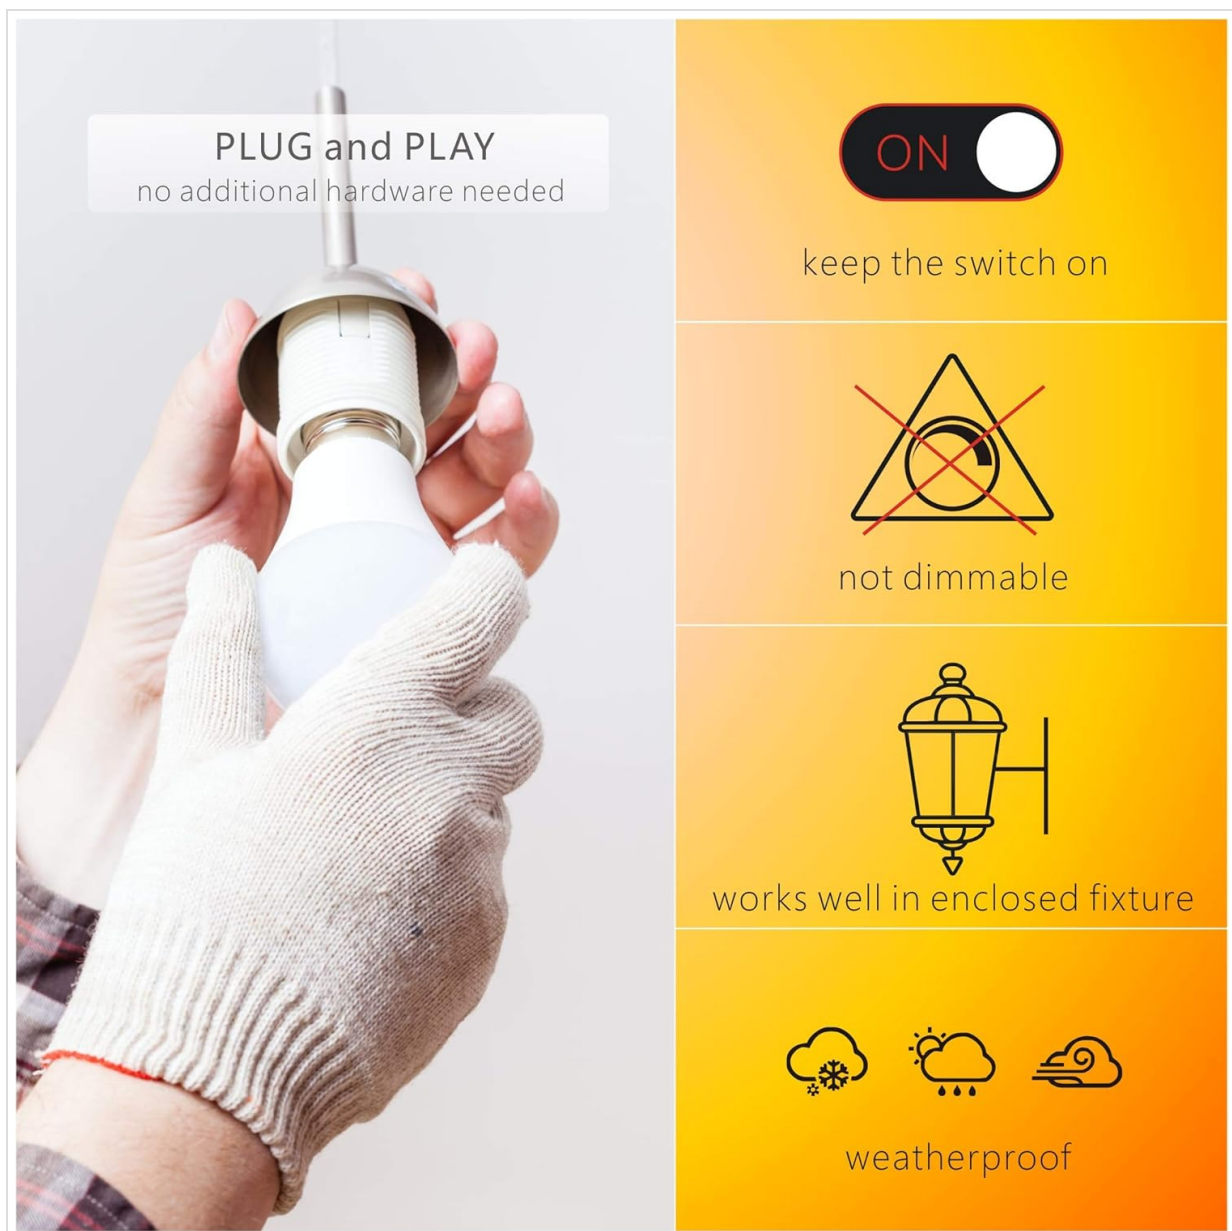 PLUG and PLAY
no additional hardware needed
ON
keep the switch on
not dimmable
works well in enclosed fixture
weatherproof